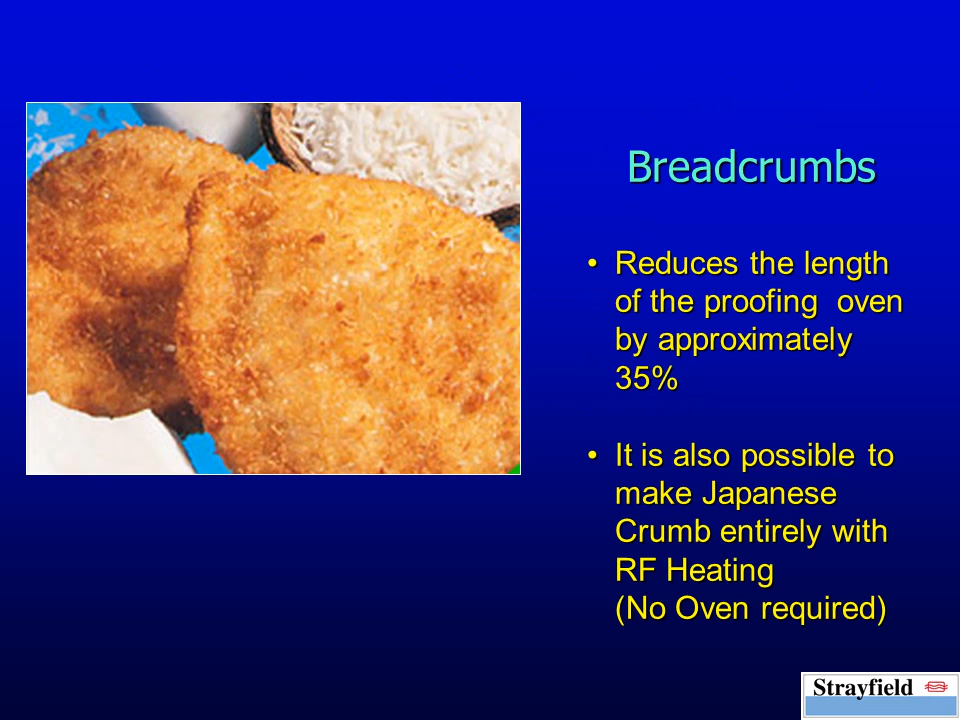 Breadcrumbs
• Reduces the length
of the proofing oven
by approximately
35%
• It is also possible to
make Japanese
Crumb entirely with
RF Heating
(No Oven required)
Strayfield